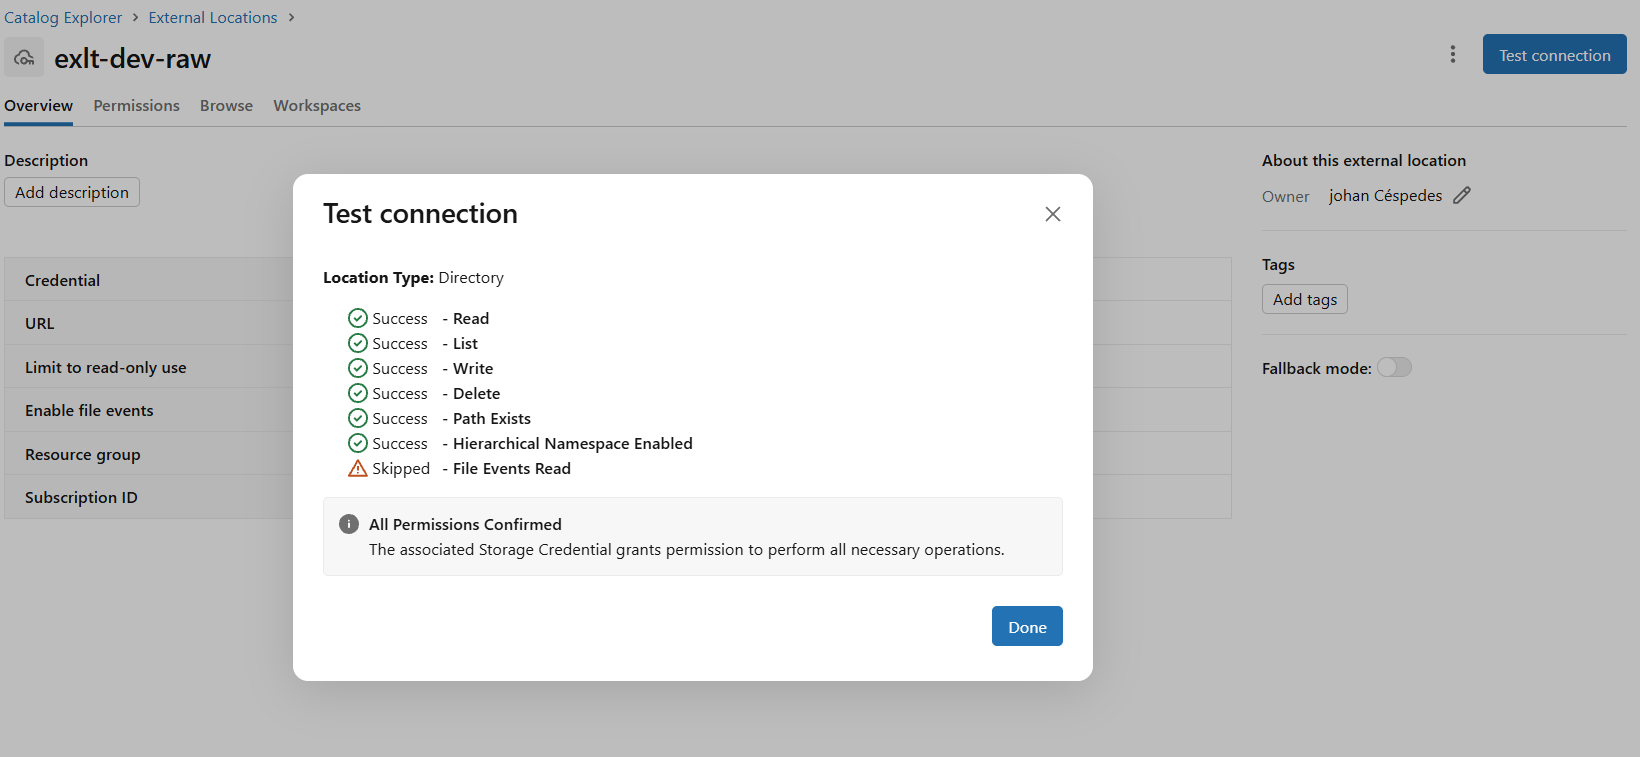 Catalog Explorer > External Locations >
exlt-dev-raw
Test connection
Overview Permissions Browse Workspaces
Description
Add description
Credential
URL
Limit to read-only use
Enable file events
Resource group
Subscription ID
Test connection
Location Type: Directory
Success - Read
Success - List
Success - Write
Success - Delete
Success - Path Exists
Success - Hierarchical Namespace Enabled
Skipped - File Events Read
All Permissions Confirmed
The associated Storage Credential grants permission to perform all necessary operations.
Done
About this external location
Owner johan Céspedes
Tags
Add tags
Fallback mode: